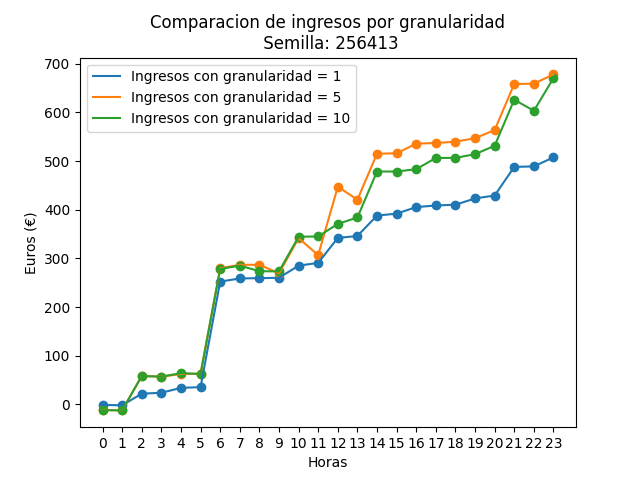 Comparacion de ingresos por granularidad
Semilla: 256413
700
600
500
400
300
200
100
0
Euros (€)
Ingresos con granularidad = 1
Ingresos con granularidad = 5
Ingresos con granularidad = 10
0 1 2 3 4 5 6 7 8 9 10 11 12 13 14 15 16 17 18 19 20 21 22 23
Horas